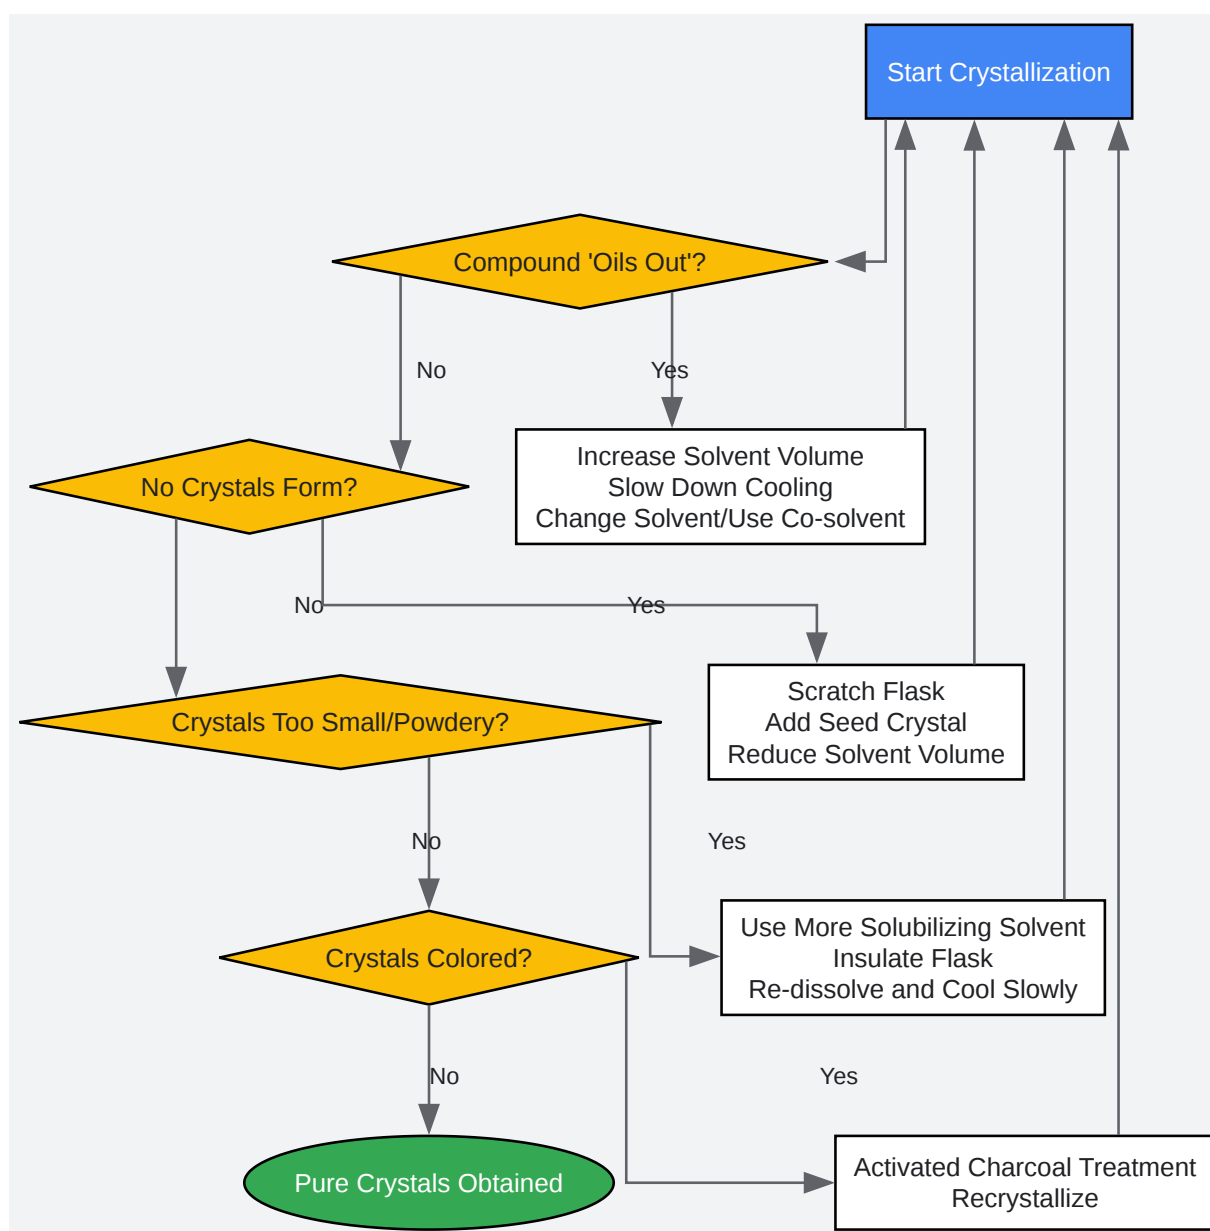 Start Crystallization
Compound 'Oils Out'?
No
Yes
No Crystals Form?
Increase Solvent Volume
Slow Down Cooling
Change Solvent/Use Co-solvent
No
Yes
Crystals Too Small/Powdery?
Scratch Flask
Add Seed Crystal
Reduce Solvent Volume
No
Yes
Crystals Colored?
Use More Solubilizing Solvent
Insulate Flask
Re-dissolve and Cool Slowly
No
Yes
Pure Crystals Obtained
Activated Charcoal Treatment
Recrystallize